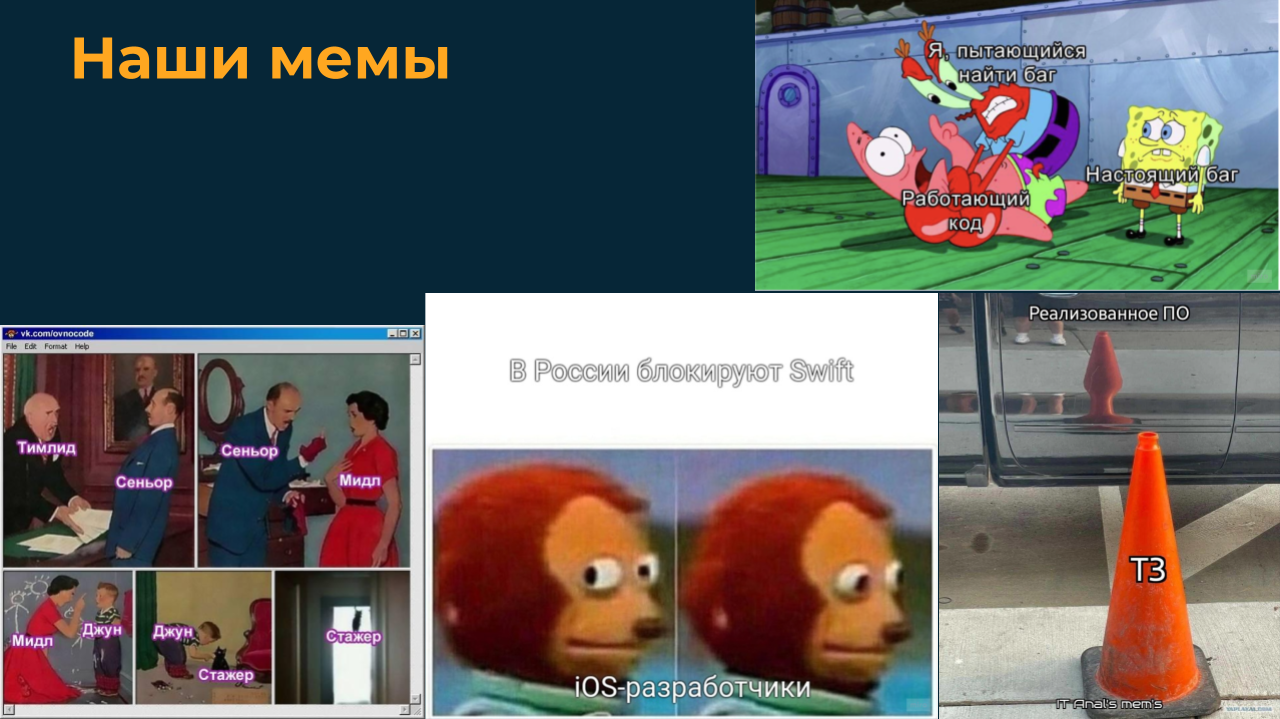 Наши мемы
Я, пытающийся
найти баг
Настоящий баг
Работающий
код
vk.com/ovnocode
File Edit Format Help
Тимлид
Сеньор
Сеньор
Мидл
Мидл
Джун
Джун
Стажер
Стажер
В России блокируют Swift
iOS-разработчики
Реализованное ПО
ТЗ
IT Anal's mem's